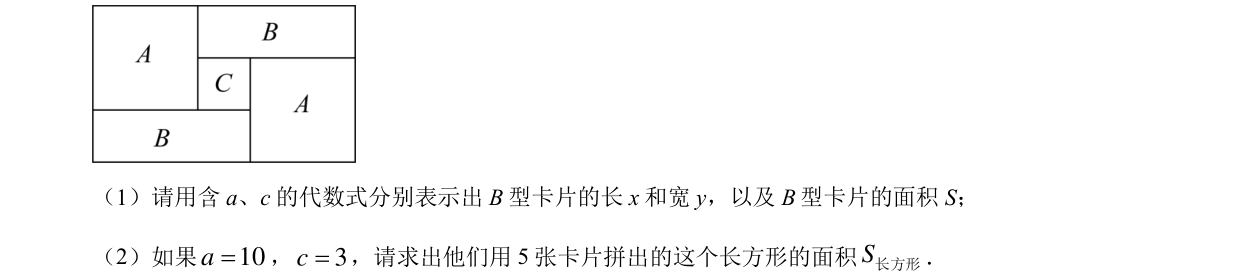 A
B
C
A
B
（1）请用含 a、c 的代数式分别表示出 B 型卡片的长 x 和宽 y，以及 B 型卡片的面积 S；
（2）如果 a = 10，c = 3，请求出他们用 5 张卡片拼出的这个长方形的面积 S长方形．